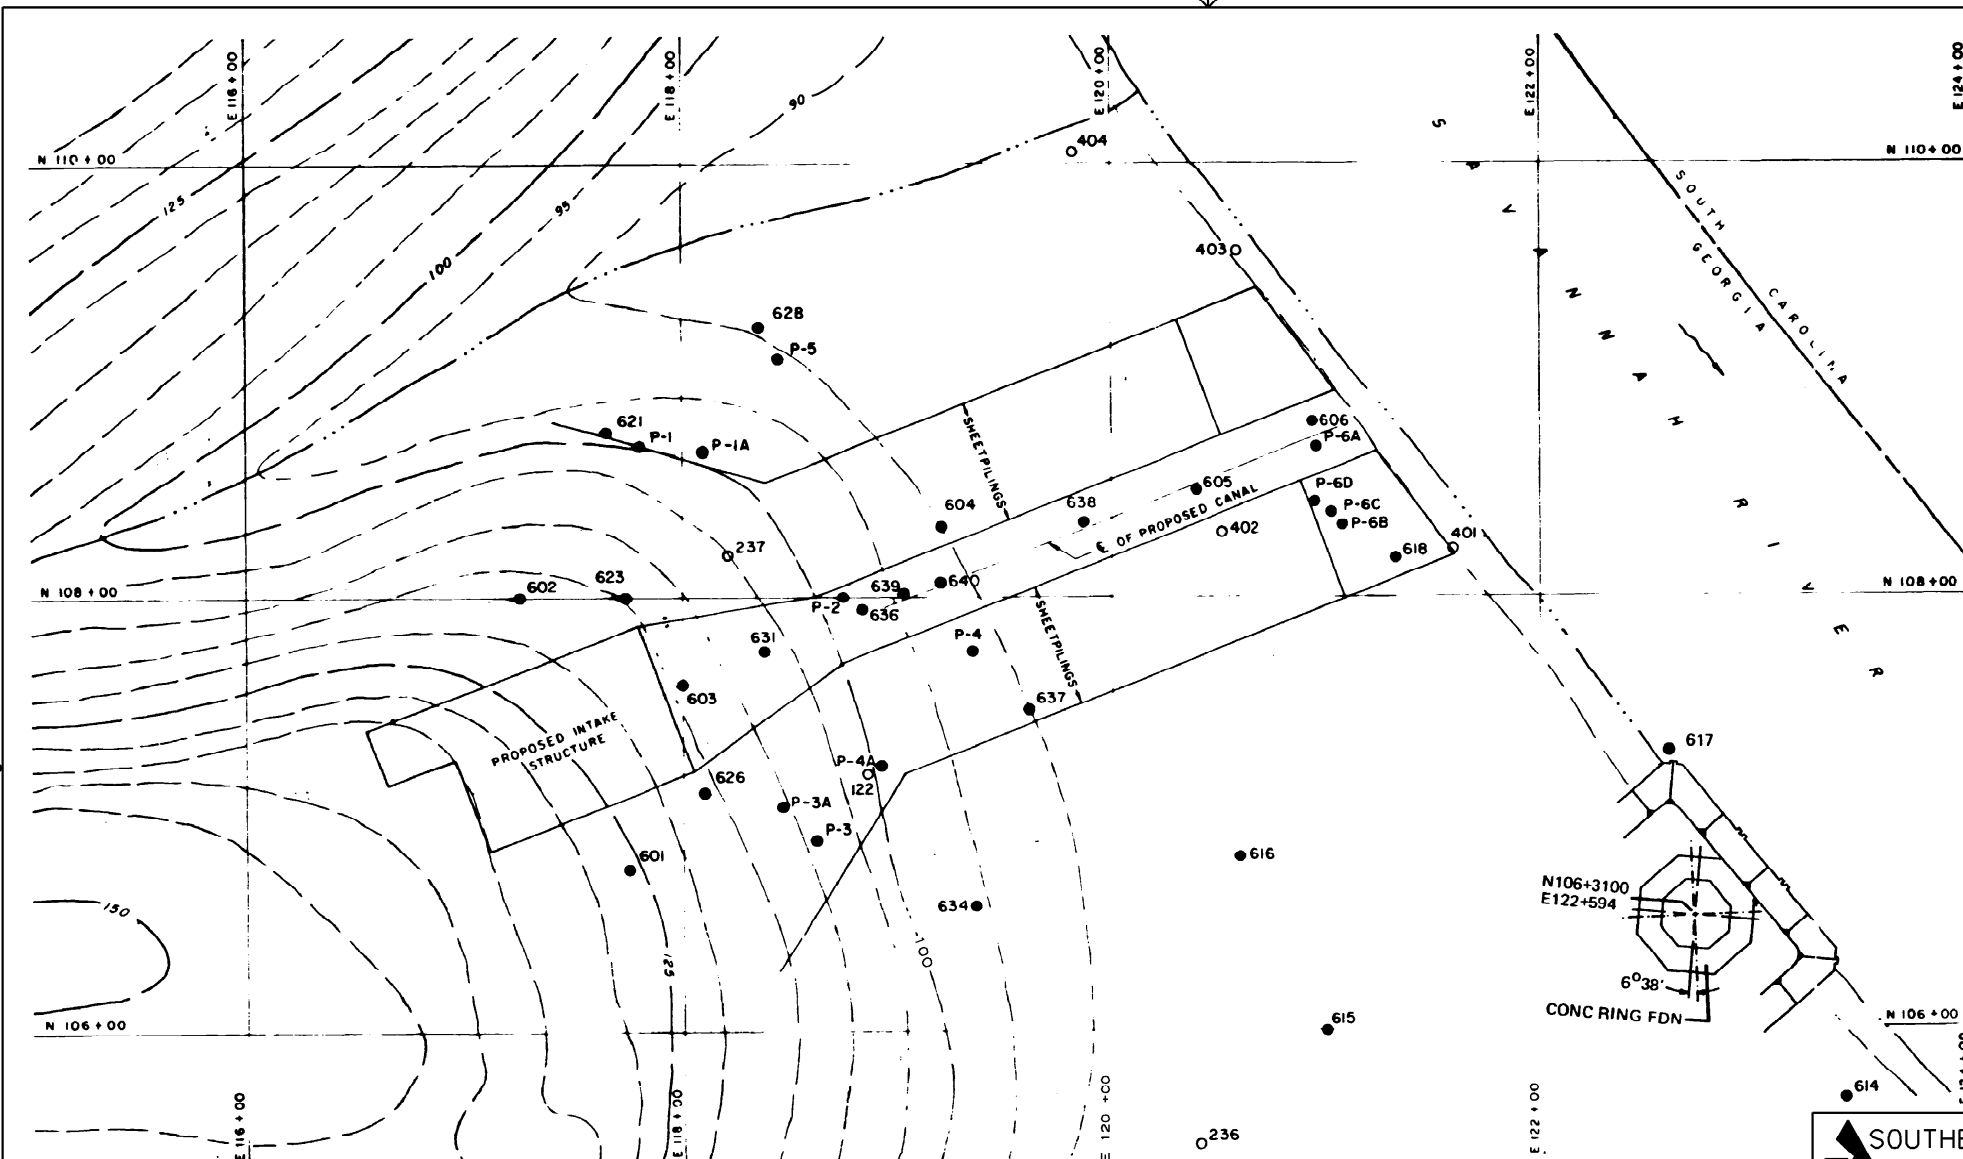 E 116 + 00
E 118 + 00
E 120 + 00
E 122 + 00
E 124 + 00
90
404
N 110 + 00
N 110 + 00
125
95
100
403
SAVANNAH RIVER
SOUTH CAROLINA
GEORGIA
628
P-5
621
P-1
P-1A
SHEETPILINGS
606
P-6A
604
638
605
P-6D
P-6C
P-6B
℄ OF PROPOSED CANAL
402
401
618
237
602
623
639
640
N 108 + 00
N 108 + 00
P-2
636
631
P-4
SHEETPILINGS
603
637
PROPOSED INTAKE
STRUCTURE
617
P-4A
122
626
P-3A
P-3
601
616
634
150
100
125
N106+3100
E122+594
6°38'
CONC RING FDN
N 106 + 00
615
N 106 + 00
614
236
E 116 + 00
E 118 + 00
E 120 + 00
E 122 + 00
SOUTHE